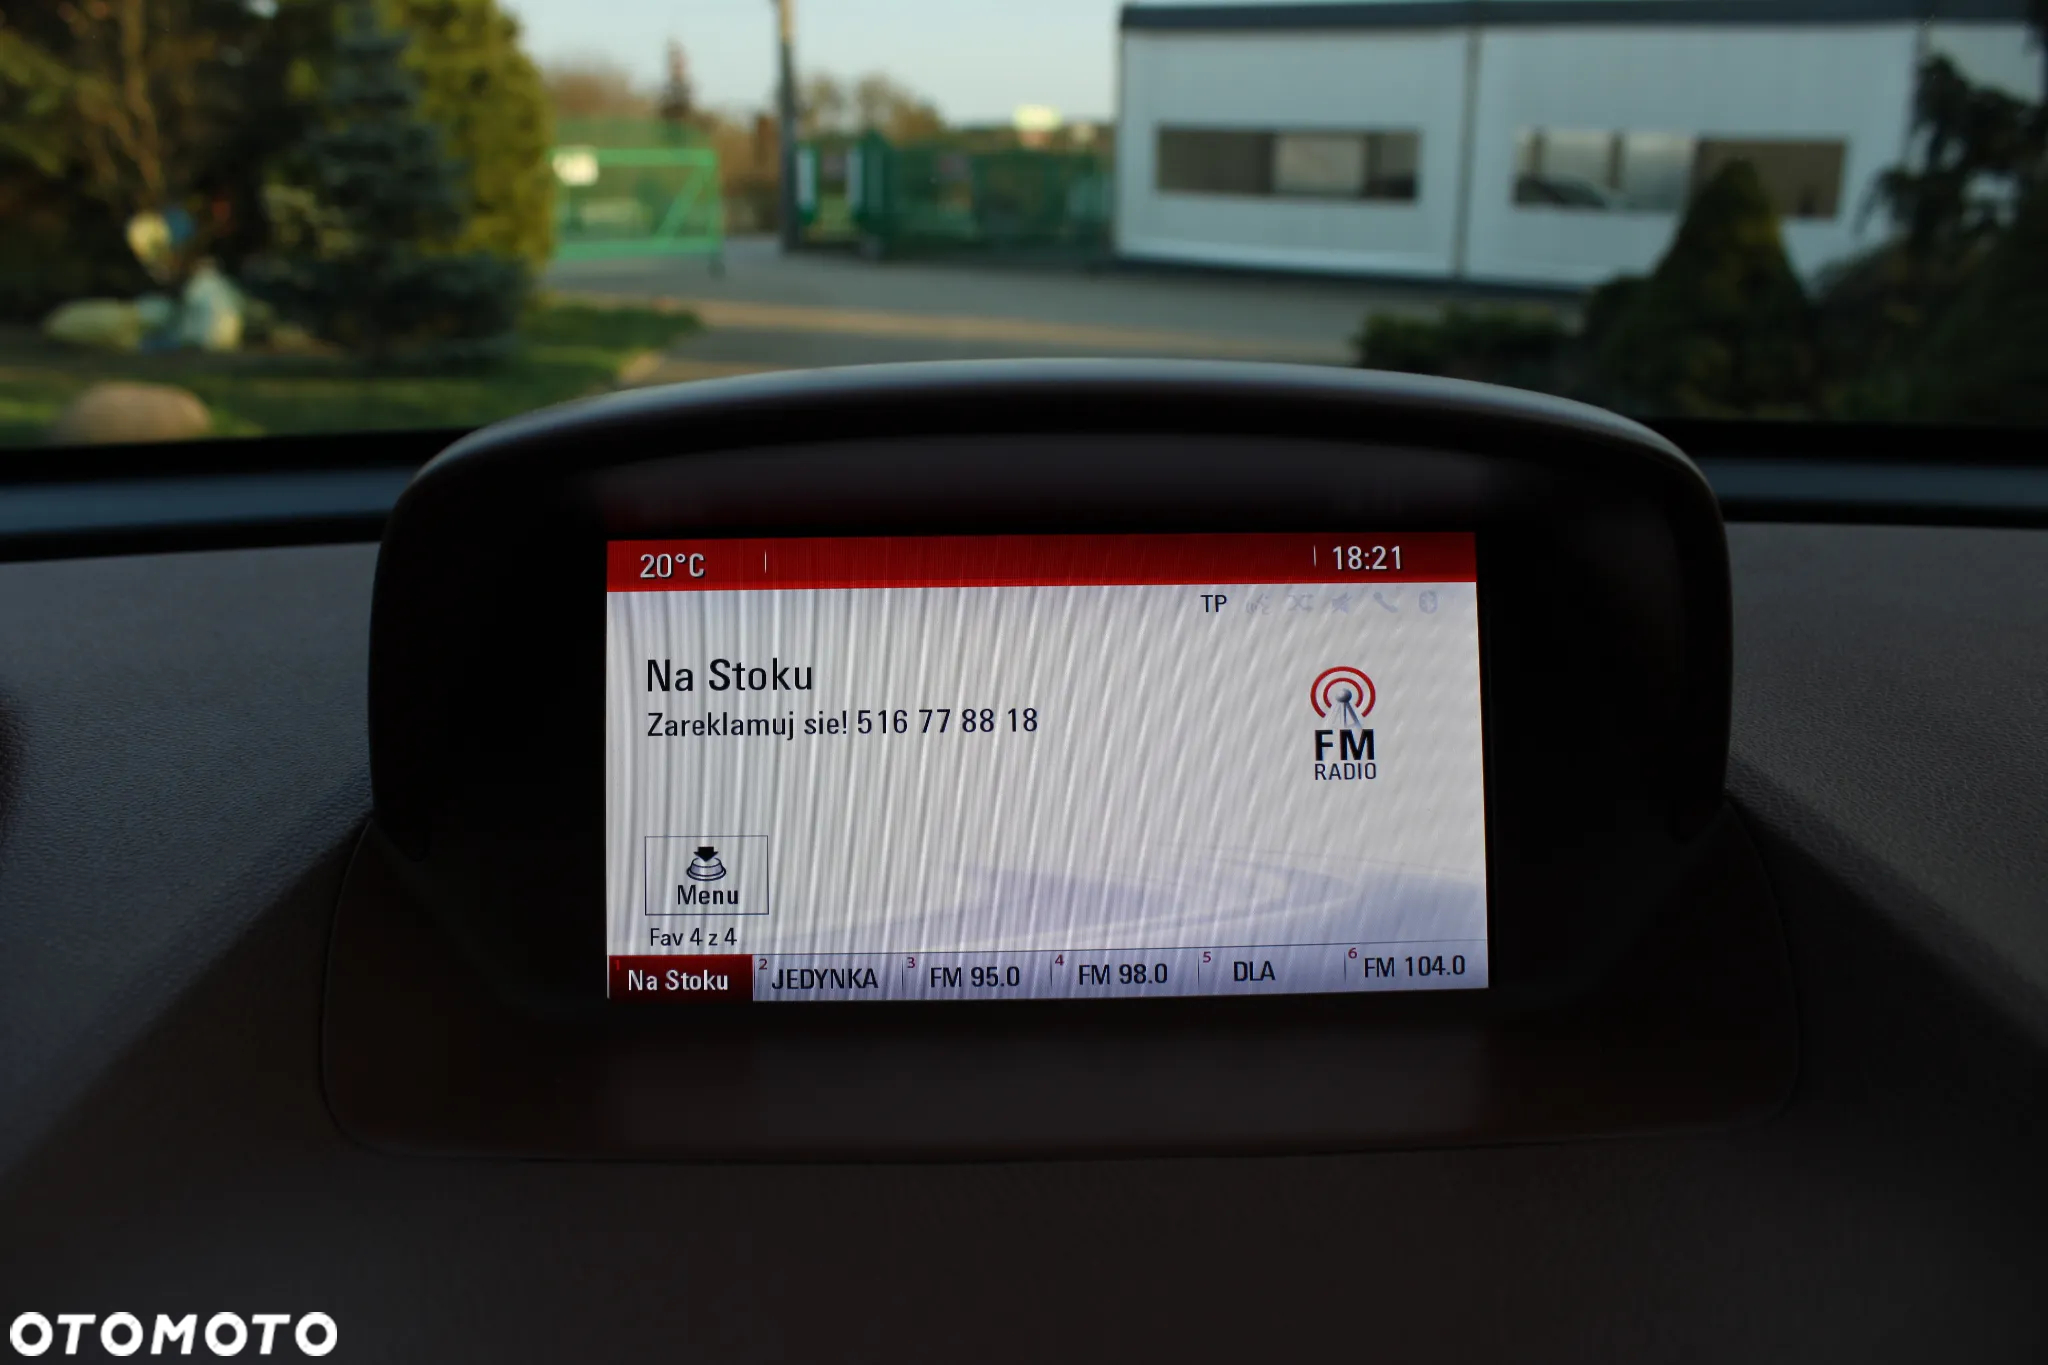 20°C 18:21
TP
Na Stoku
Zareklamuj sie! 516 77 88 18
FM
RADIO
Menu
Fav 4 z 4
1 Na Stoku 2 JEDYNKA 3 FM 95.0 4 FM 98.0 5 DLA 6 FM 104.0
OTOMOTO